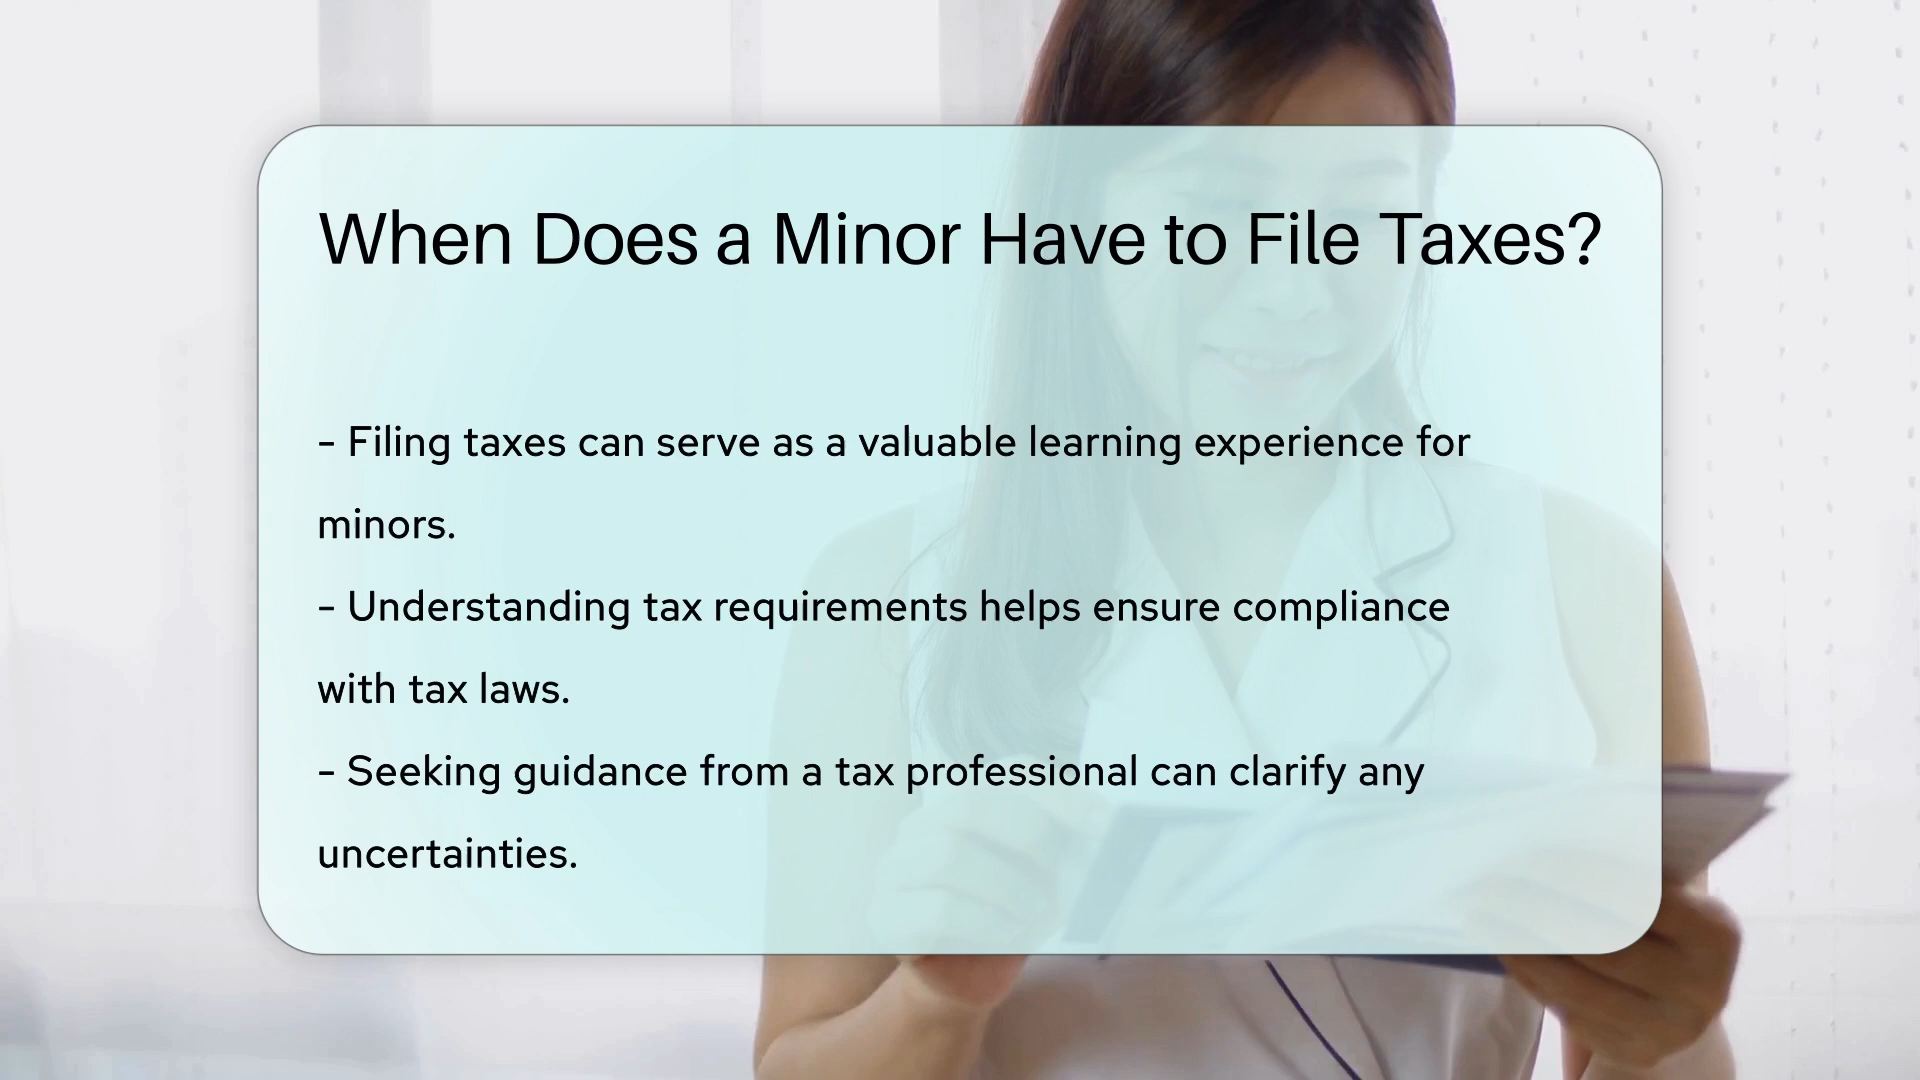 When Does a Minor Have to File Taxes?
- Filing taxes can serve as a valuable learning experience for
minors.
- Understanding tax requirements helps ensure compliance
with tax laws.
- Seeking guidance from a tax professional can clarify any
uncertainties.